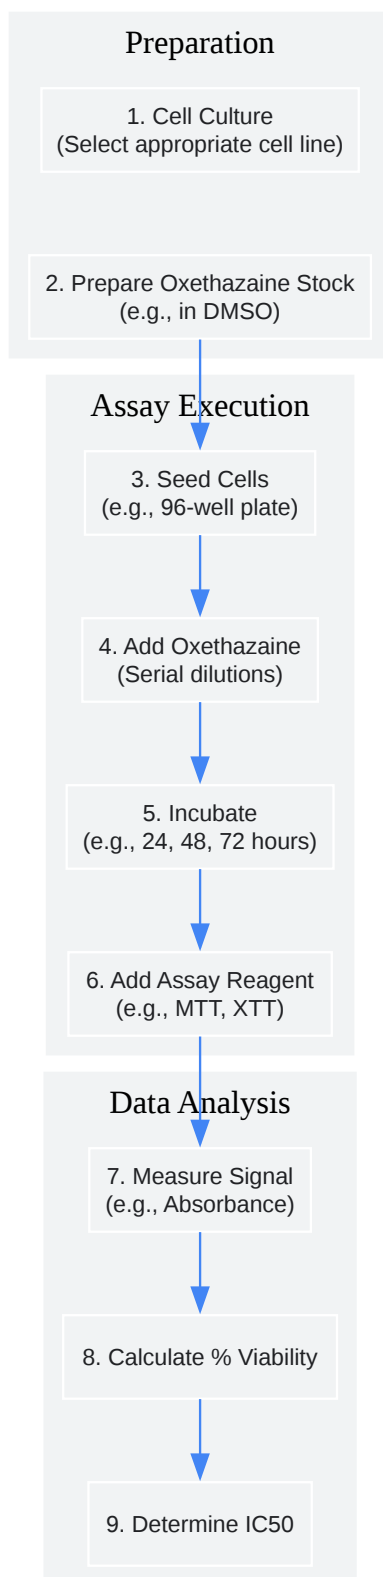 Preparation
1. Cell Culture
(Select appropriate cell line)
2. Prepare Oxethazaine Stock
(e.g., in DMSO)
Assay Execution
3. Seed Cells
(e.g., 96-well plate)
4. Add Oxethazaine
(Serial dilutions)
5. Incubate
(e.g., 24, 48, 72 hours)
6. Add Assay Reagent
(e.g., MTT, XTT)
Data Analysis
7. Measure Signal
(e.g., Absorbance)
8. Calculate % Viability
9. Determine IC50